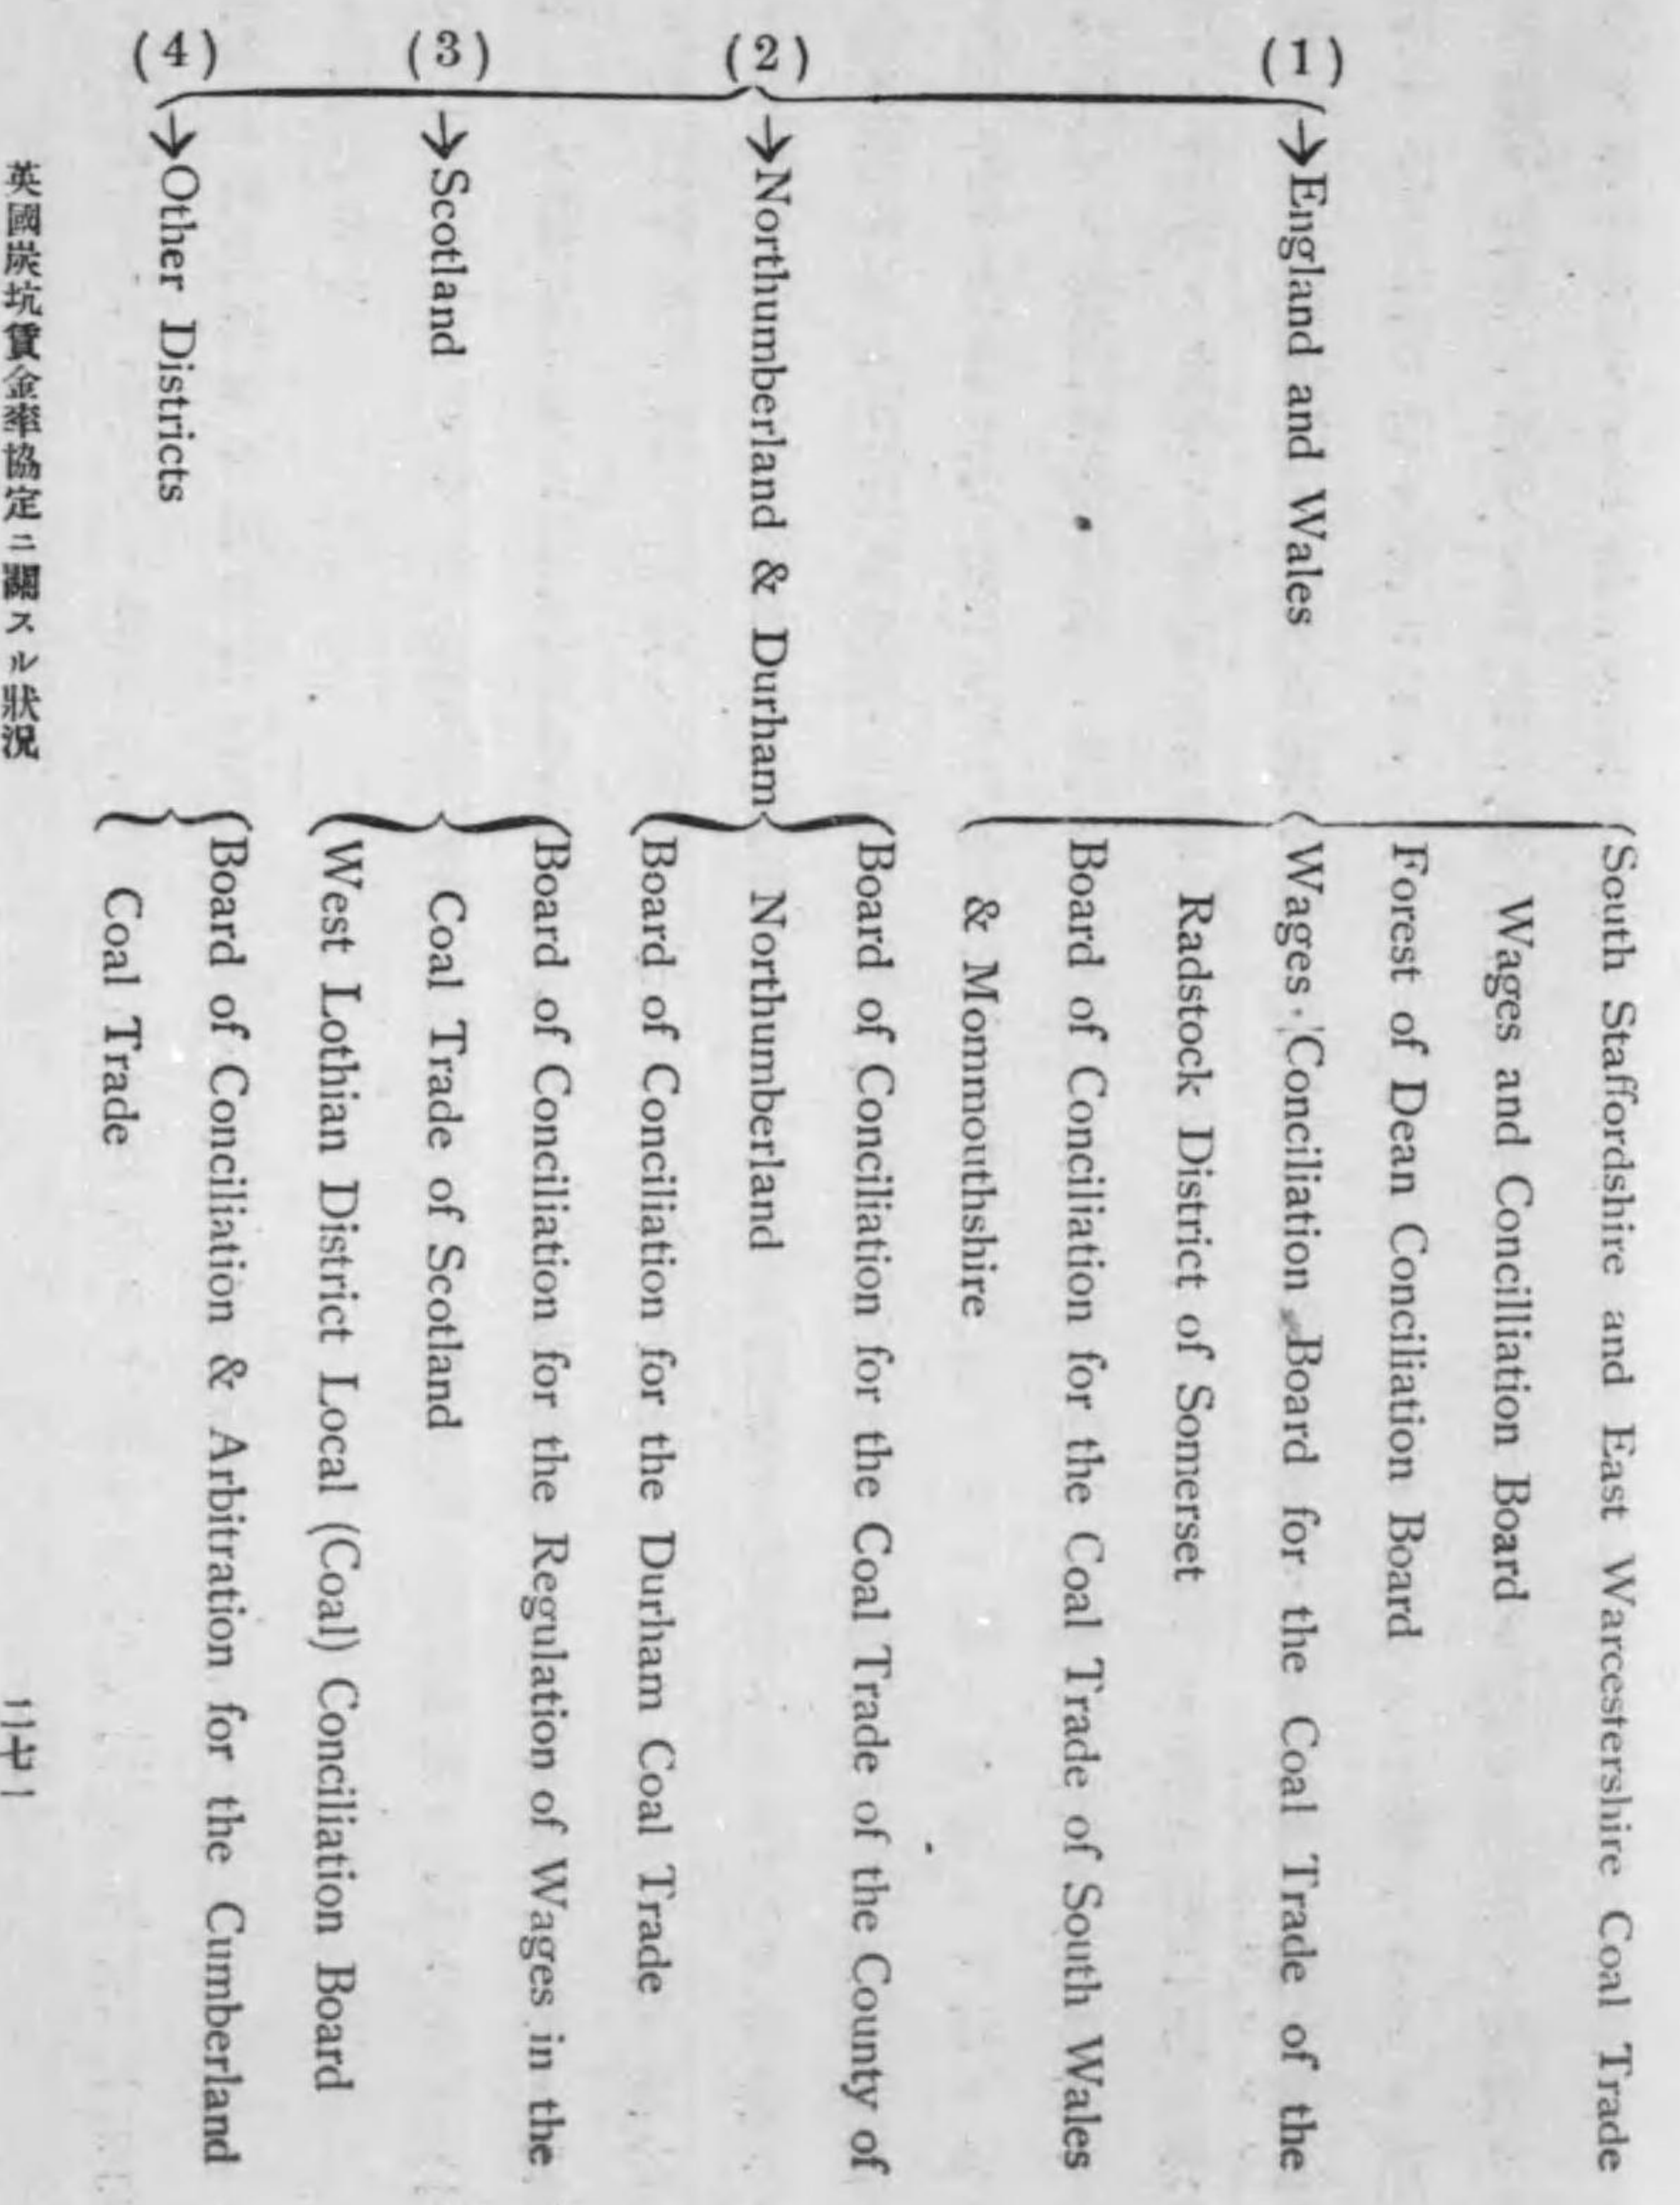 South Staffordshire and East Warcestershire Coal Trade
Wages and Concilliation Board
Forest of Dean Conciliation Board
(1) →England and Wales
Wages Conciliation Board for the Coal Trade of the
Radstock District of Somerset
Board of Conciliation for the Coal Trade of South Wales
& Mommouthshire
Board of Conciliation for the Coal Trade of the County of
(2) →Northumberland & Durham
Northumberland
Board of Conciliation for the Durham Coal Trade
Board of Conciliation for the Regulation of Wages in the
(3) →Scotland
Coal Trade of Scotland
West Lothian District Local (Coal) Conciliation Board
(4) →Other Districts
Board of Conciliation & Arbitration for the Cumberland
Coal Trade
英國炭坑賃金率協定ニ關スル狀況
二七一